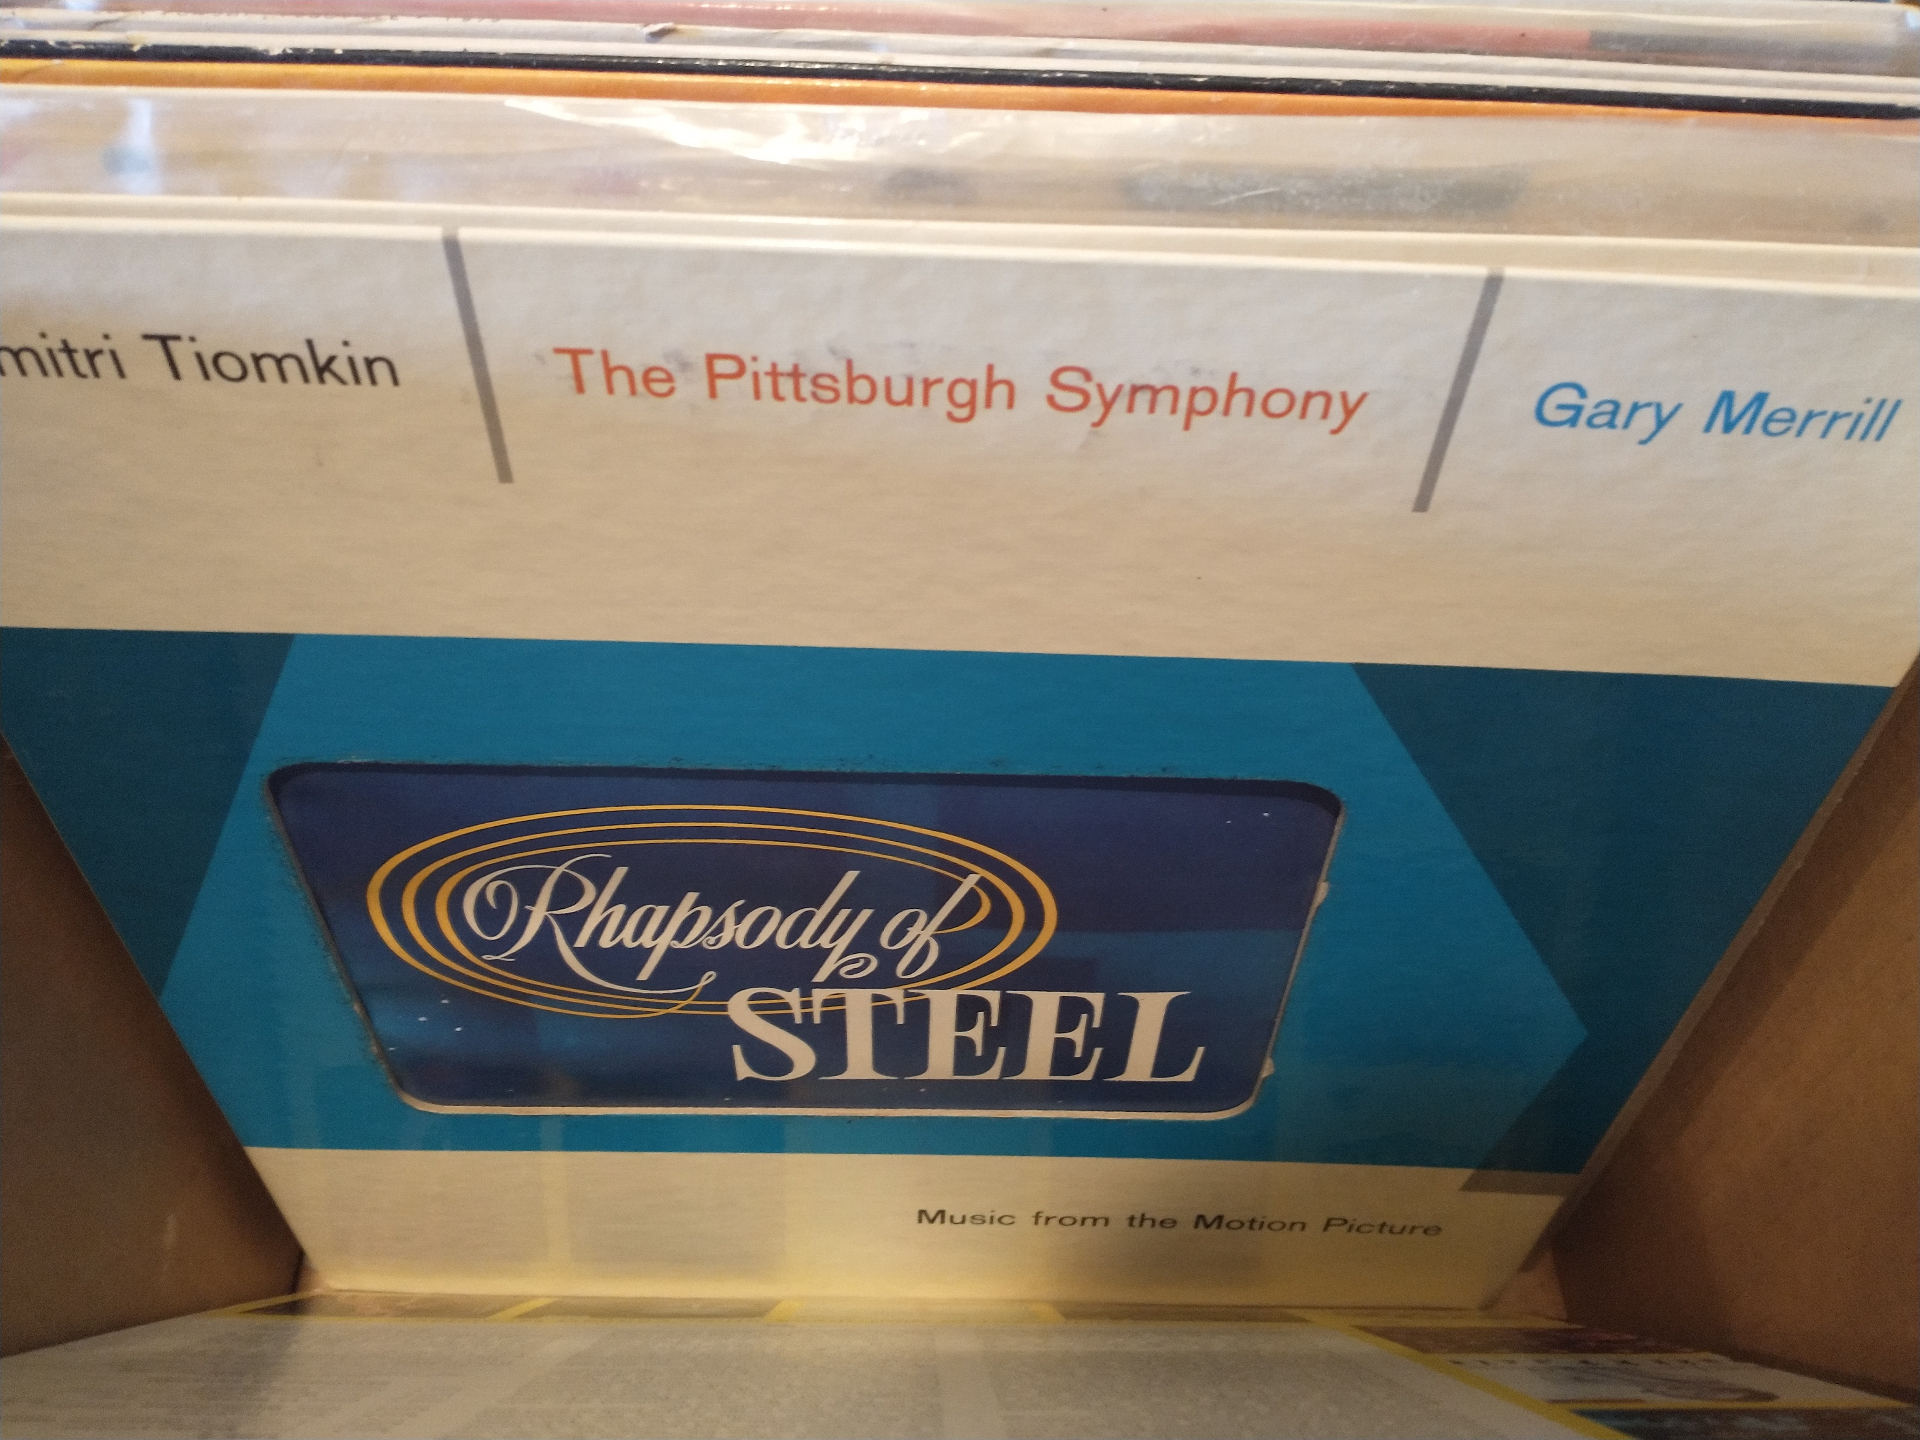 mitri Tiomkin
The Pittsburgh Symphony
Gary Merrill
Rhapsody of
STEEL
Music from the Motion Picture